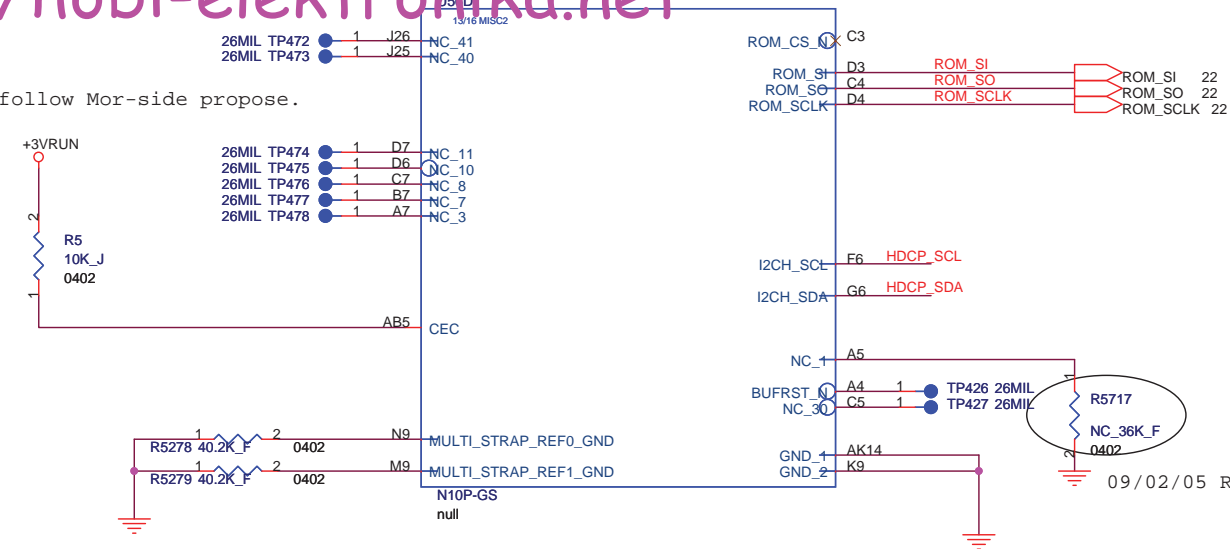 /hobi-elektronika.net
13/16 MISC2
26MIL TP472 1 J26 NC_41
26MIL TP473 1 J25 NC_40
follow Mor-side propose.
+3VRUN
26MIL TP474 1 D7 NC_11
26MIL TP475 1 D6 NC_10
26MIL TP476 1 C7 NC_8
26MIL TP477 1 B7 NC_7
26MIL TP478 1 A7 NC_3
2
R5
10K_J
0402
1
AB5 CEC
R5278 40.2K_F 1 2 0402 N9 MULTI_STRAP_REF0_GND
R5279 40.2K_F 1 2 0402 M9 MULTI_STRAP_REF1_GND
N10P-GS
null
ROM_CS_N C3
ROM_SI D3 ROM_SI ROM_SI 22
ROM_SO C4 ROM_SO ROM_SO 22
ROM_SCLK D4 ROM_SCLK ROM_SCLK 22
I2CH_SCL F6 HDCP_SCL
I2CH_SDA G6 HDCP_SDA
NC_1 A5
BUFRST_N A4 1 TP426 26MIL
NC_30 C5 1 TP427 26MIL
1
R5717
NC_36K_F
0402
2
GND_1 AK14
GND_2 K9
09/02/05 R